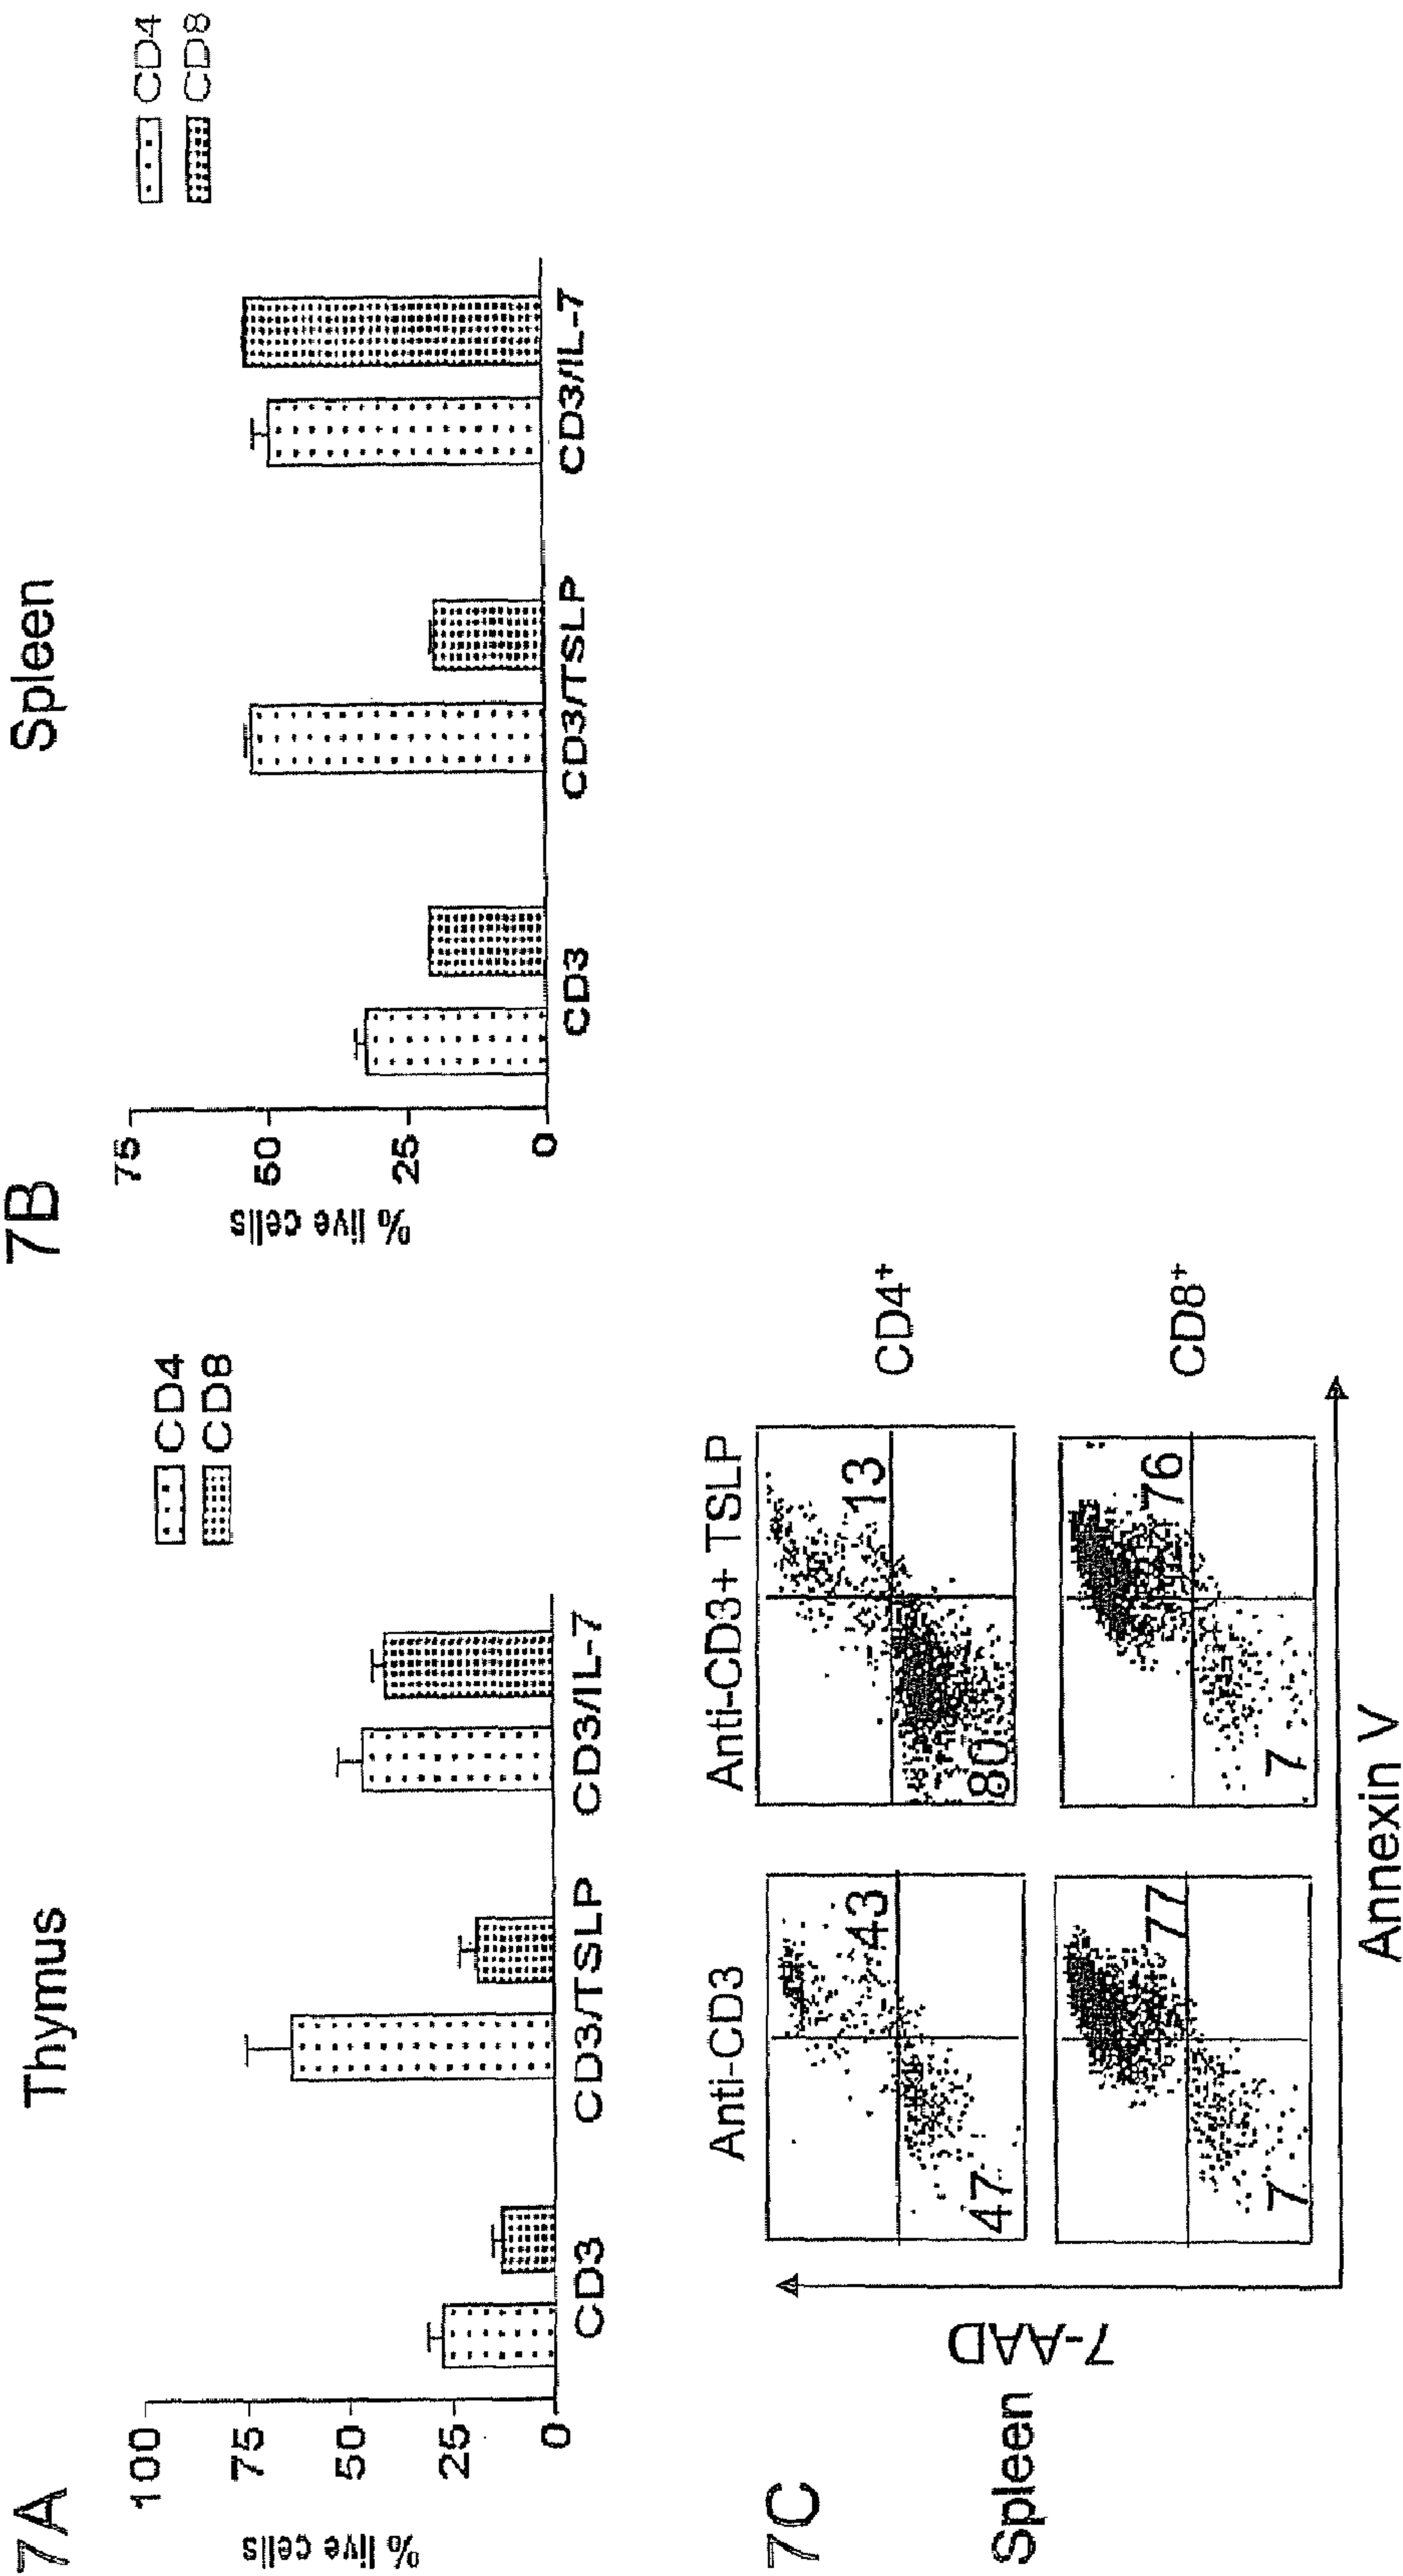 7A
Thymus
CD4
CD8
% live cells
100
75
50
25
0
CD3
CD3/TSLP
CD3/IL-7
7B
Spleen
CD4
CD8
% live cells
75
50
25
0
CD3
CD3/TSLP
CD3/IL-7
7C
Spleen
Anti-CD3
Anti-CD3+ TSLP
7-AAD
43
47
13
80
CD4⁺
77
7
76
7
CD8⁺
Annexin V